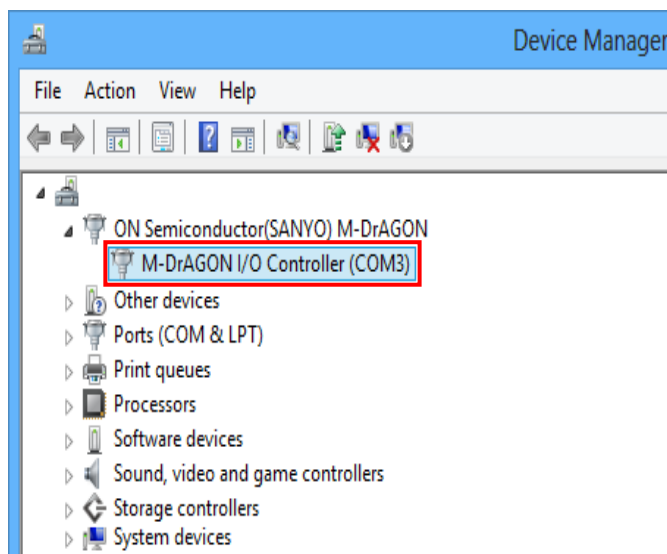 Device Manager
File Action View Help
ON Semiconductor(SANYO) M-DrAGON
M-DrAGON I/O Controller (COM3)
Other devices
Ports (COM & LPT)
Print queues
Processors
Software devices
Sound, video and game controllers
Storage controllers
System devices